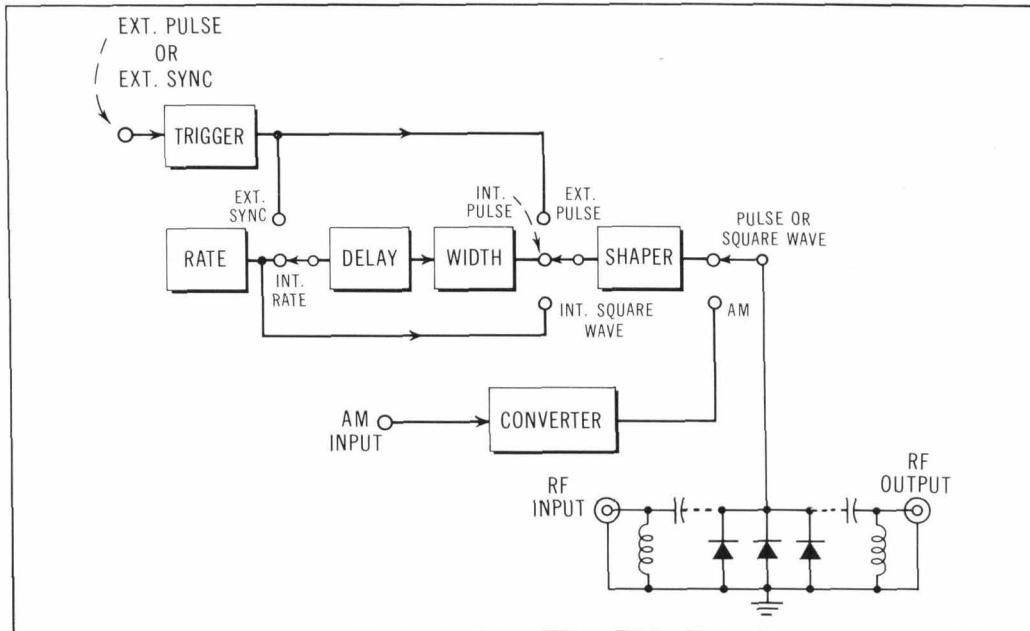 EXT. PULSE
OR
EXT. SYNC
TRIGGER
EXT.
SYNC
INT.
PULSE
EXT.
PULSE
PULSE OR
SQUARE WAVE
RATE
INT.
RATE
DELAY
WIDTH
SHAPER
INT. SQUARE
WAVE
AM
AM
INPUT
CONVERTER
RF
INPUT
RF
OUTPUT